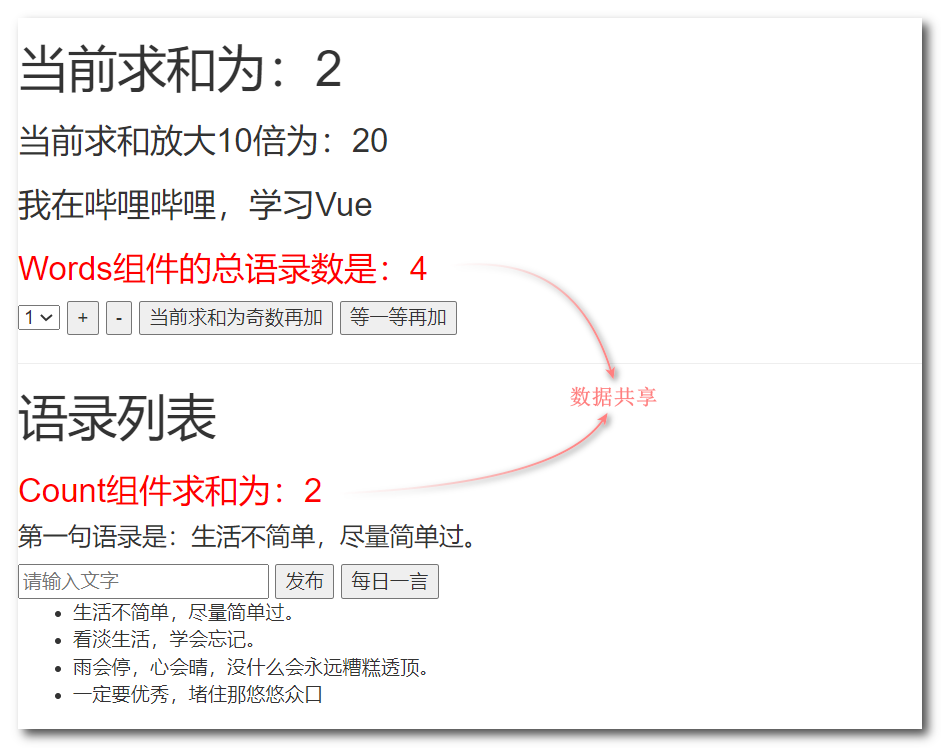 当前求和为：2
当前求和放大10倍为：20
我在哔哩哔哩，学习Vue
Words组件的总语录数是：4
1 + - 当前求和为奇数再加 等一等再加
数据共享
语录列表
Count组件求和为：2
第一句语录是：生活不简单，尽量简单过。
请输入文字 发布 每日一言
• 生活不简单，尽量简单过。
• 看淡生活，学会忘记。
• 雨会停，心会晴，没什么会永远糟糕透顶。
• 一定要优秀，堵住那悠悠众口